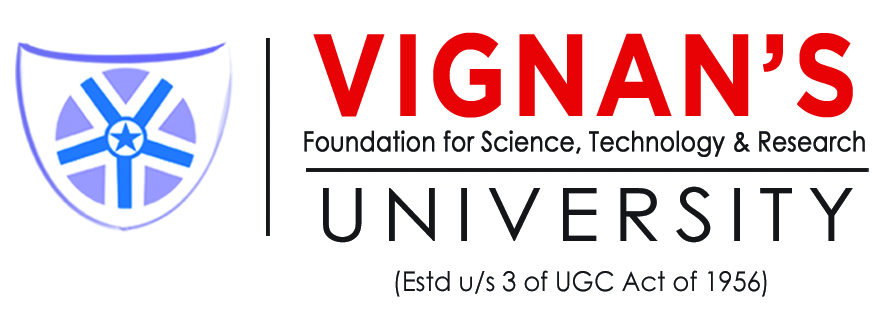 VIGNAN'S
Foundation for Science, Technology & Research
UNIVERSITY
(Estd u/s 3 of UGC Act of 1956)